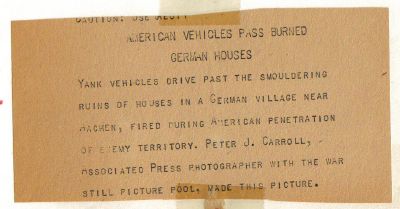 CAUTION: USE
AMERICAN VEHICLES PASS BURNED
GERMAN HOUSES
YANK VEHICLES DRIVE PAST THE SMOULDERING
RUINS OF HOUSES IN A GERMAN VILLAGE NEAR
AACHEN, FIRED DURING AMERICAN PENETRATION
OF ENEMY TERRITORY. PETER J. CARROLL,
ASSOCIATED PRESS PHOTOGRAPHER WITH THE WAR
STILL PICTURE POOL, MADE THIS PICTURE.